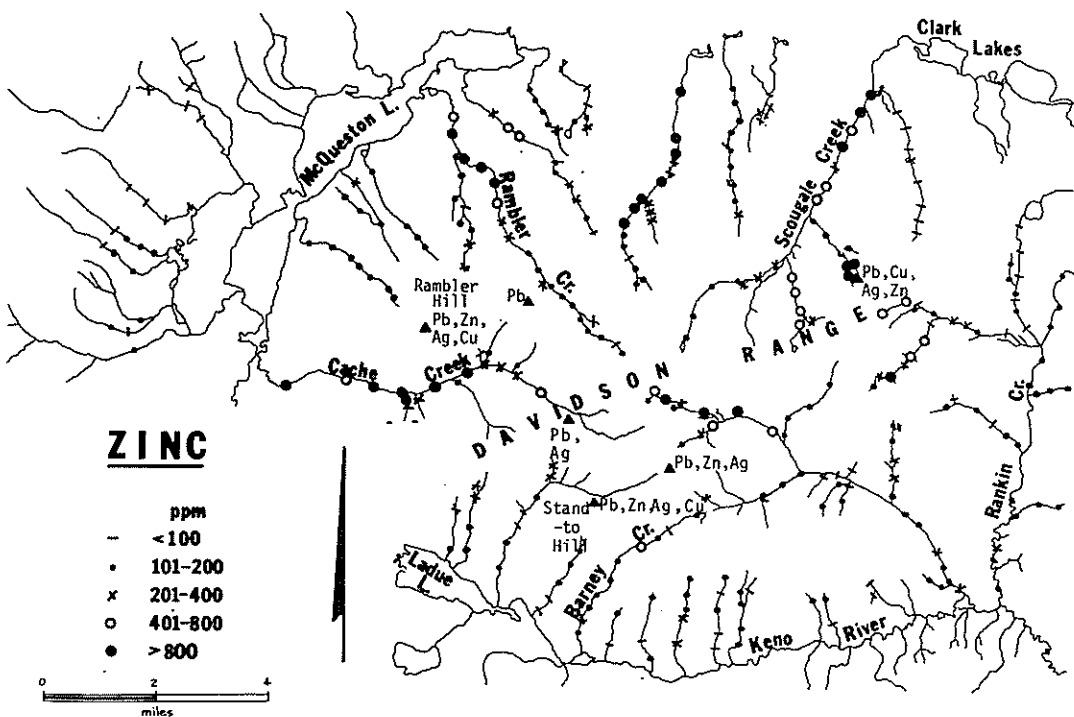 Clark
Lakes
McQueston L.
Rambler
Cr.
Scougale
Creek
Pb,Cu,
Ag,Zn
Rambler
Hill
Pb,Zn,
Ag,Cu
Pb
DAVIDSON RANGE
Cache
Creek
Pb,
Ag
Pb,Zn,Ag
Stand
-to
Hill
Pb,Zn Ag,Cu
Cr.
Rankin
Ladue
L.
Barney
Cr.
Keno
River
ZINC
ppm
<100
101-200
201-400
401-800
>800
0 2 4
miles